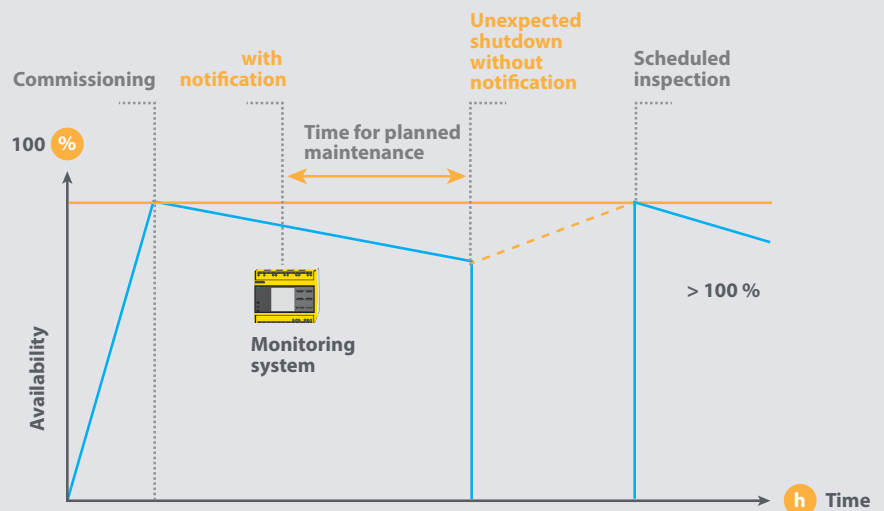 Commissioning
with
notification
Unexpected
shutdown
without
notification
Scheduled
inspection
Time for planned
maintenance
100 %
Monitoring
system
> 100 %
Availability
h Time